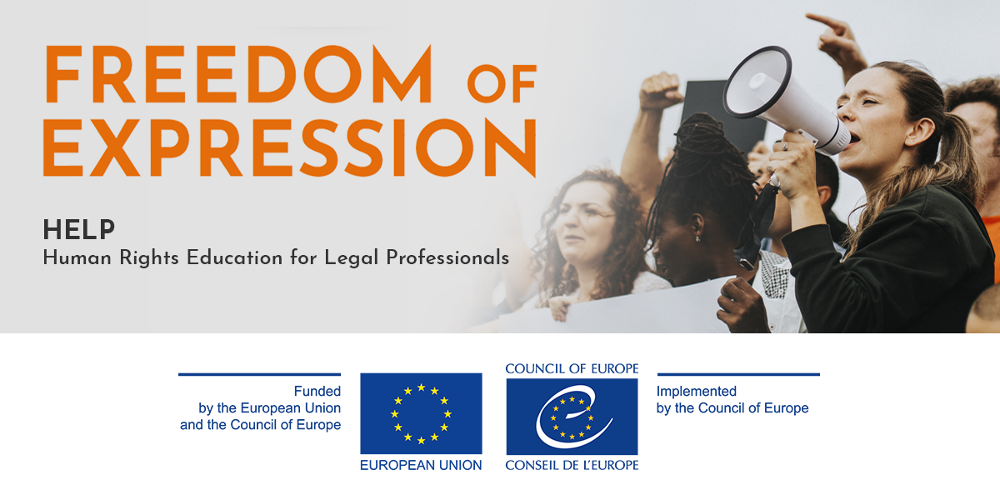 FREEDOM OF
EXPRESSION
HELP
Human Rights Education for Legal Professionals
Funded
by the European Union
and the Council of Europe
EUROPEAN UNION
COUNCIL OF EUROPE
CONSEIL DE L'EUROPE
Implemented
by the Council of Europe